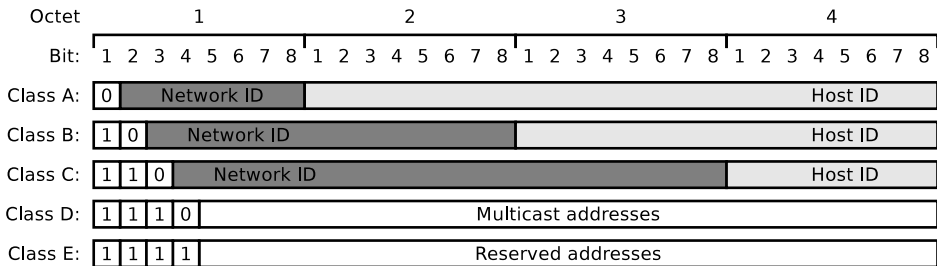 Octet 1 2 3 4
Bit: 1 2 3 4 5 6 7 8 1 2 3 4 5 6 7 8 1 2 3 4 5 6 7 8 1 2 3 4 5 6 7 8
Class A: 0 Network ID Host ID
Class B: 1 0 Network ID Host ID
Class C: 1 1 0 Network ID Host ID
Class D: 1 1 1 0 Multicast addresses
Class E: 1 1 1 1 Reserved addresses